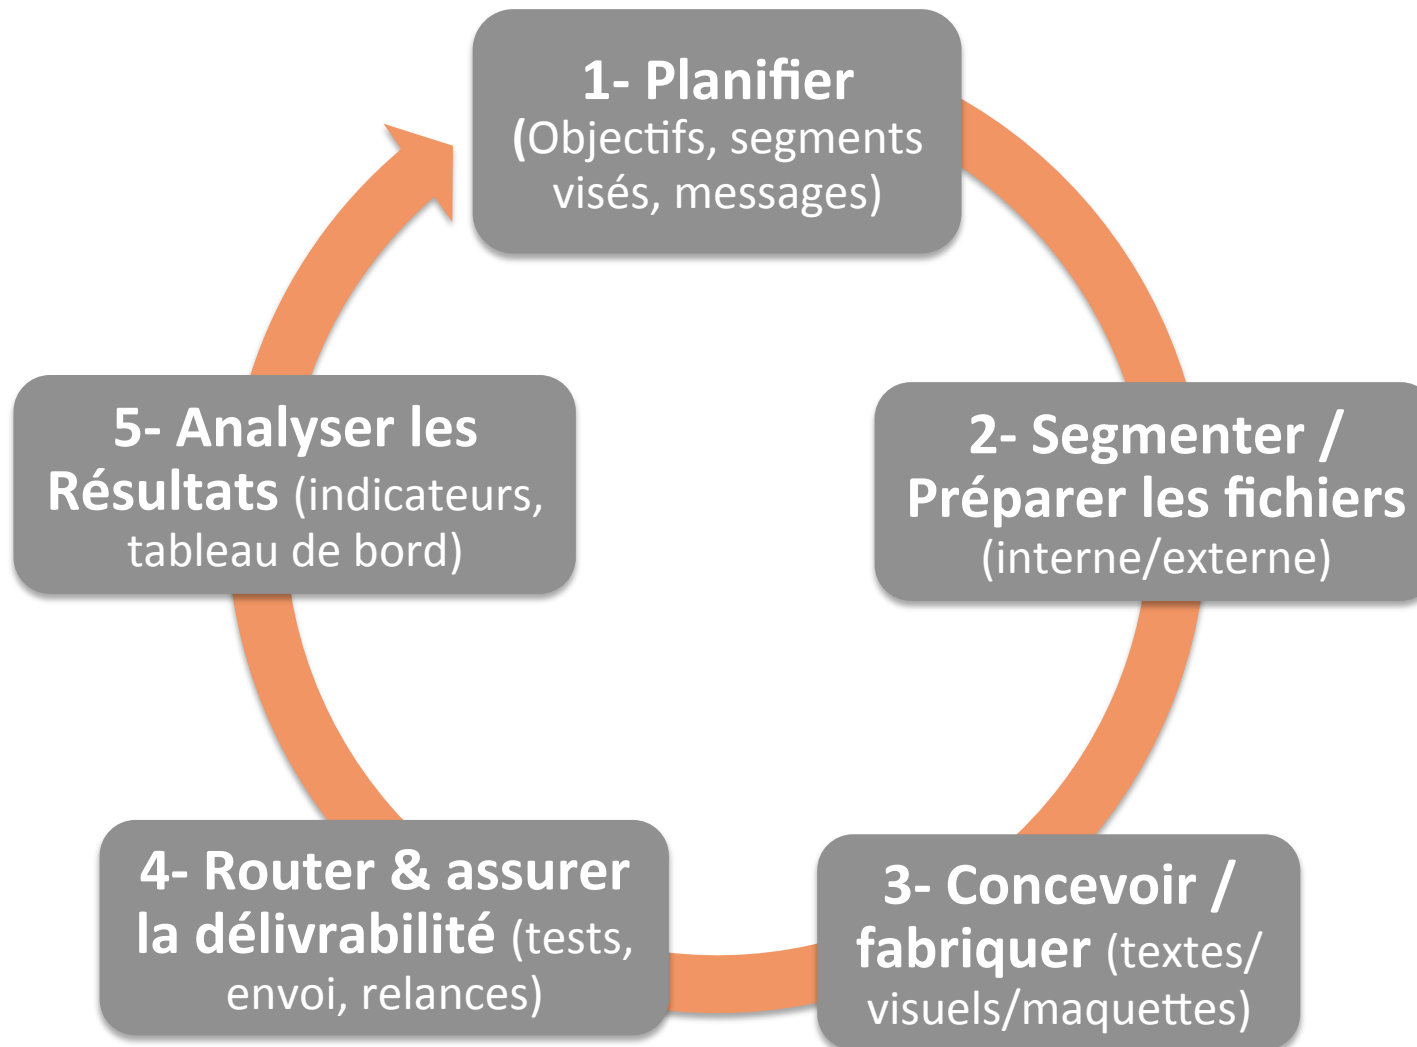 1- Planifier
(Objectifs, segments
visés, messages)
2- Segmenter /
Préparer les fichiers
(interne/externe)
3- Concevoir /
fabriquer (textes/
visuels/maquettes)
4- Router & assurer
la délivrabilité (tests,
envoi, relances)
5- Analyser les
Résultats (indicateurs,
tableau de bord)